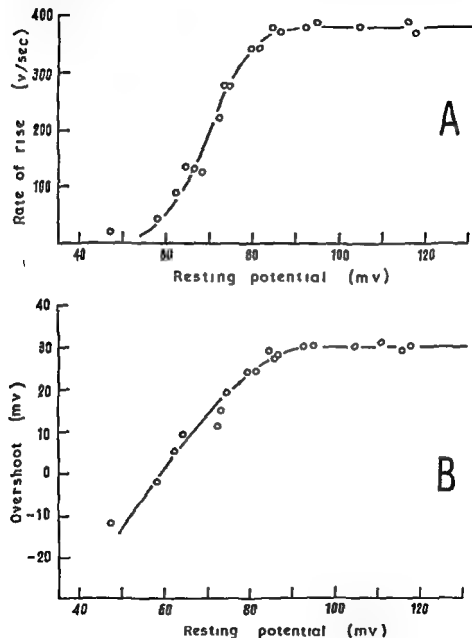 400
300
200
100
Rate of rise (v/sec)
A
40 60 80 100 120
Resting potential (mv)
40
30
20
10
0
-10
-20
Overshoot (mv)
B
40 60 80 100 120
Resting potential (mv)